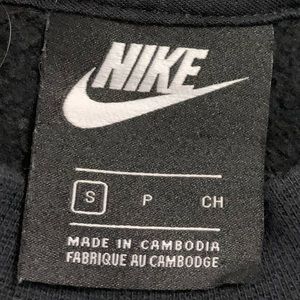 NIKE
S P CH
MADE IN CAMBODIA
FABRIQUE AU CAMBODGE